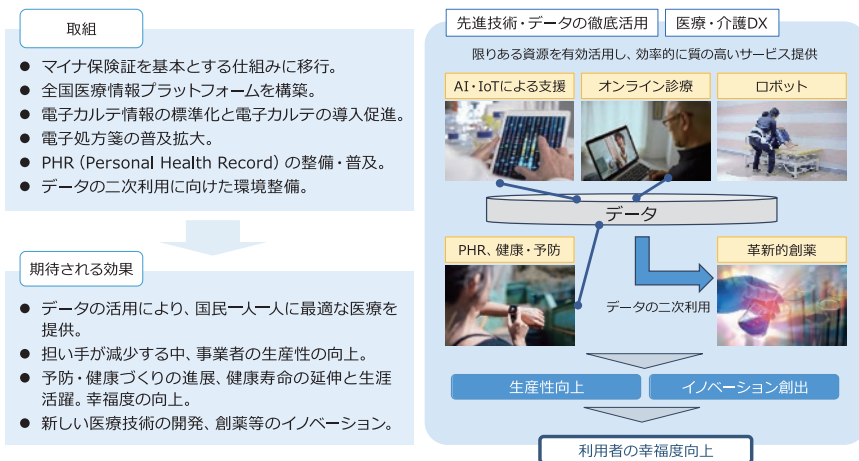 取組
● マイナ保険証を基本とする仕組みに移行。
● 全国医療情報プラットフォームを構築。
● 電子カルテ情報の標準化と電子カルテの導入促進。
● 電子処方箋の普及拡大。
● PHR（Personal Health Record）の整備・普及。
● データの二次利用に向けた環境整備。
期待される効果
● データの活用により、国民一人一人に最適な医療を
提供。
● 担い手が減少する中、事業者の生産性の向上。
● 予防・健康づくりの進展、健康寿命の延伸と生涯
活躍。幸福度の向上。
● 新しい医療技術の開発、創薬等のイノベーション。
先進技術・データの徹底活用
医療・介護DX
限りある資源を有効活用し、効率的に質の高いサービス提供
AI・IoTによる支援
オンライン診療
ロボット
データ
PHR、健康・予防
革新的創薬
データの二次利用
生産性向上
イノベーション創出
利用者の幸福度向上